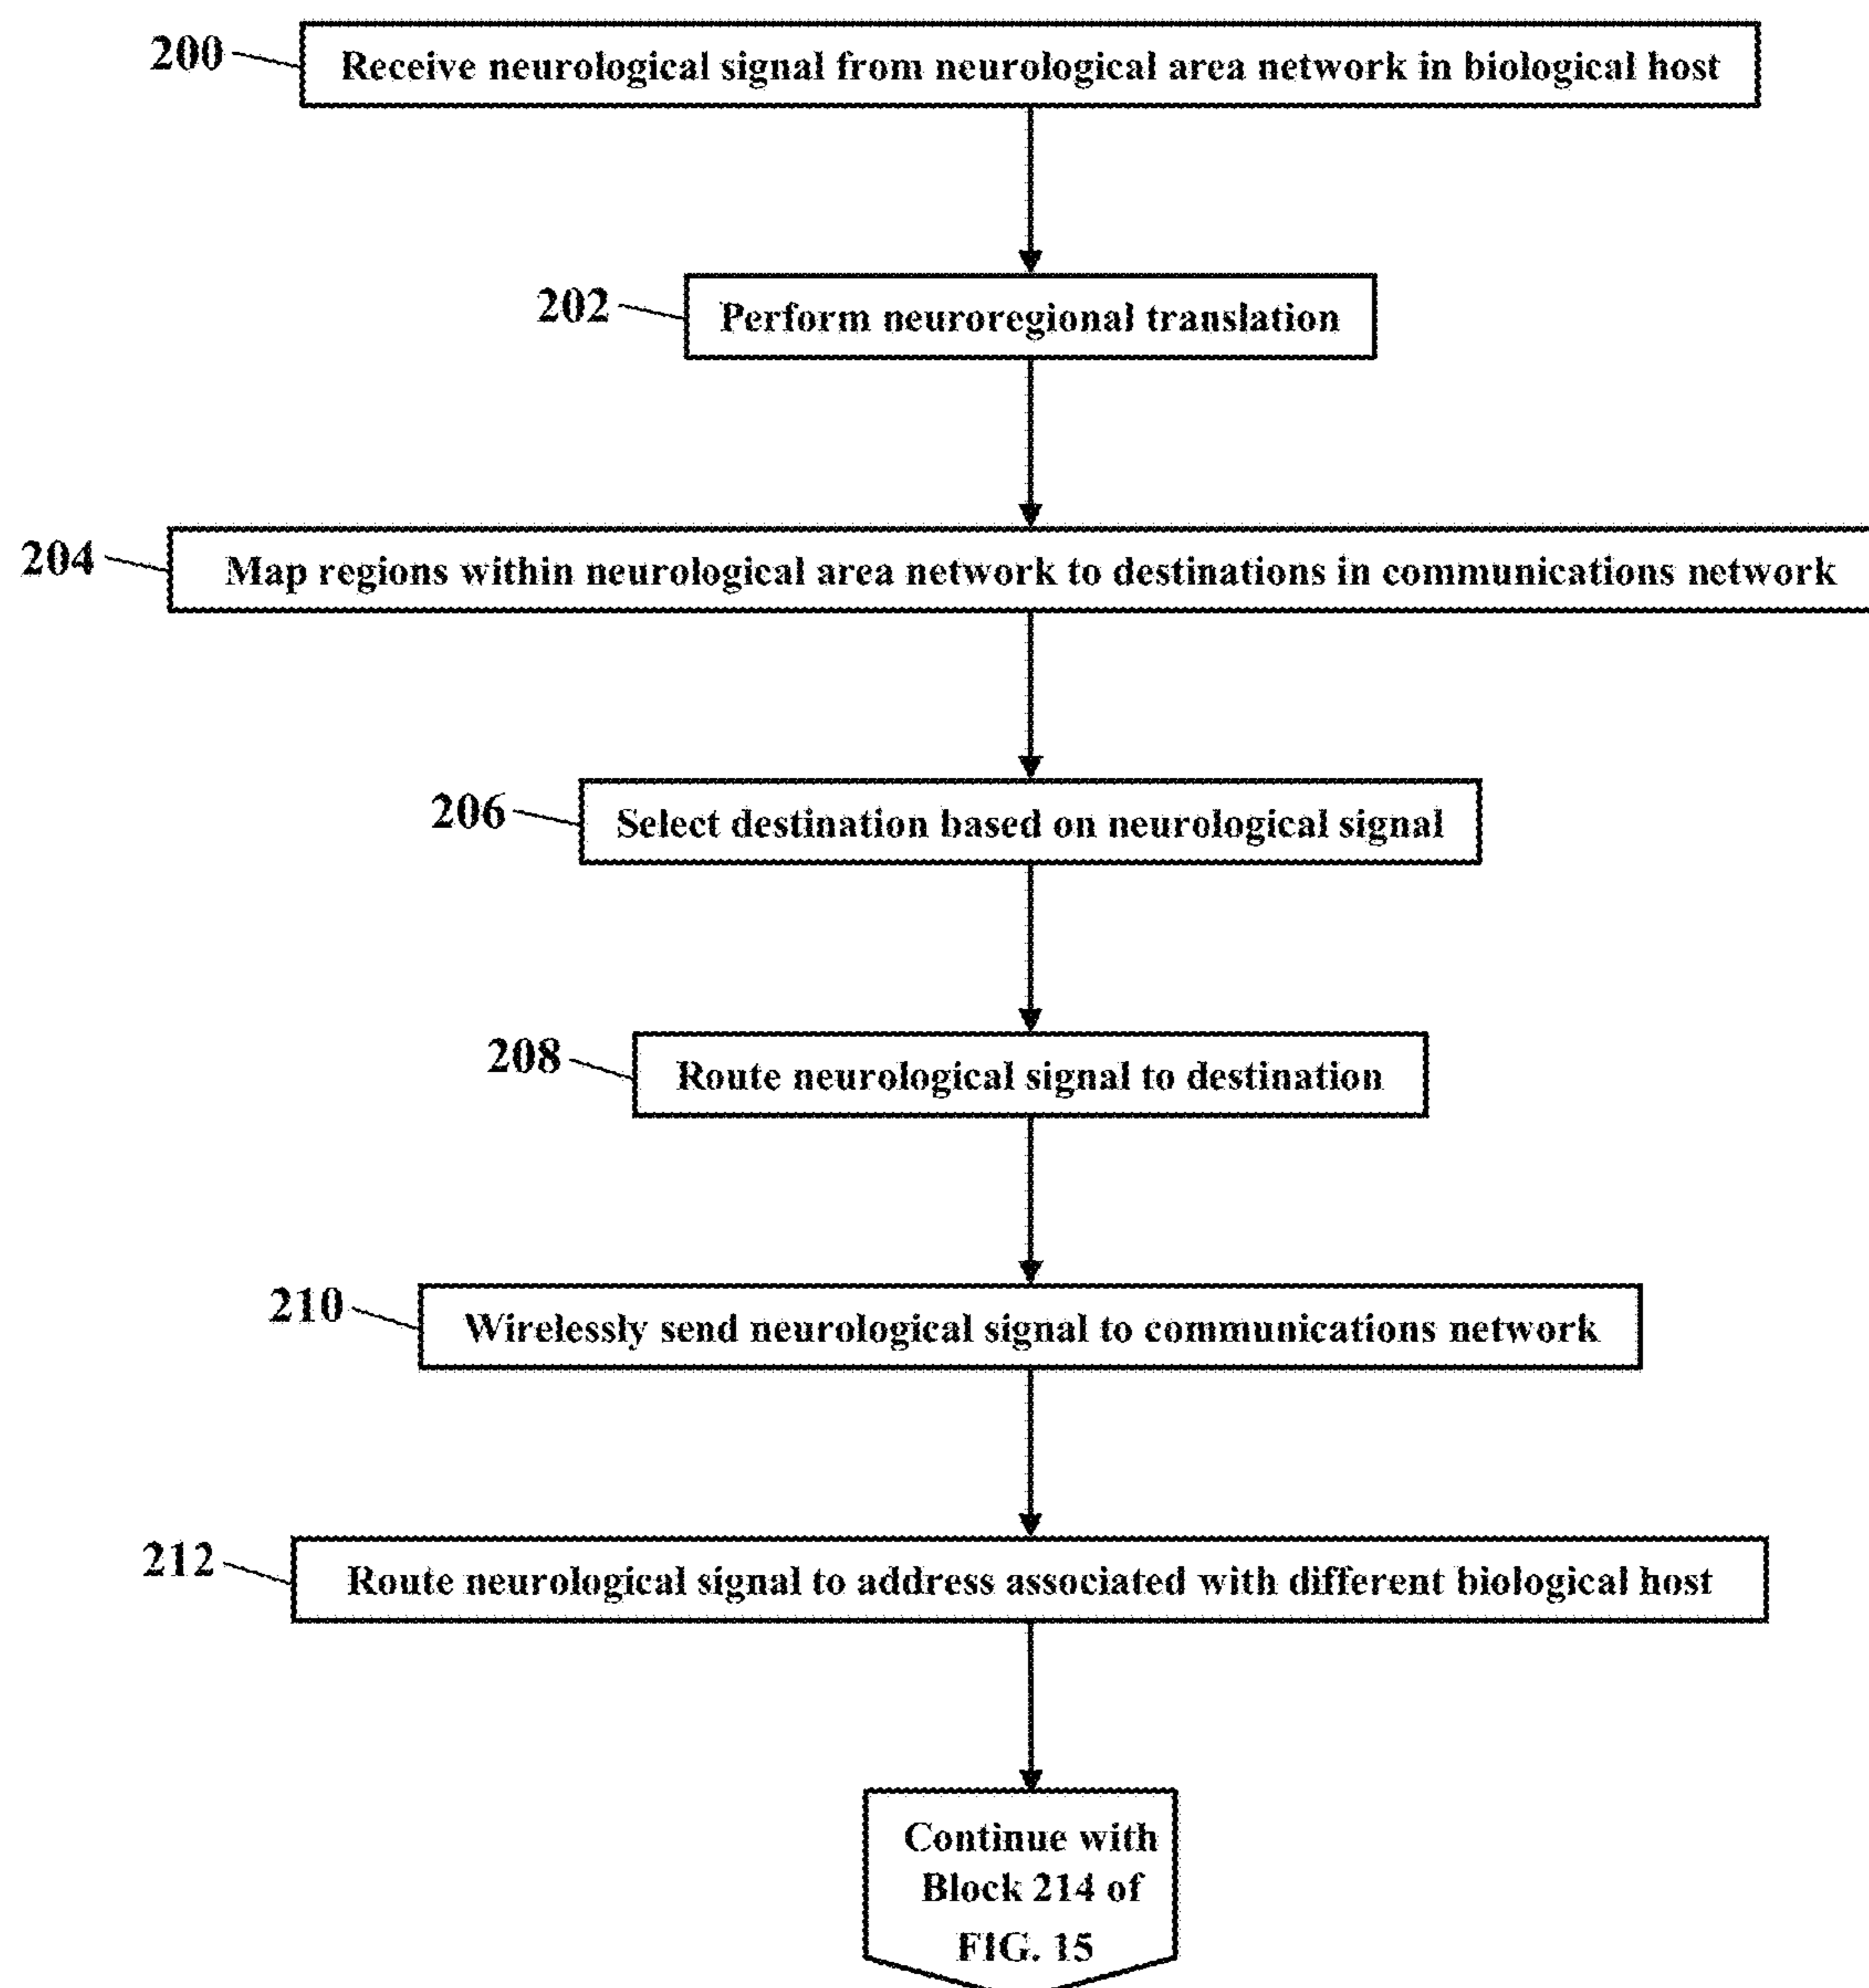 200
Receive neurological signal from neurological area network in biological host
202
Perform neuroregional translation
204
Map regions within neurological area network to destinations in communications network
206
Select destination based on neurological signal
208
Route neurological signal to destination
210
Wirelessly send neurological signal to communications network
212
Route neurological signal to address associated with different biological host
Continue with
Block 214 of
FIG. 15